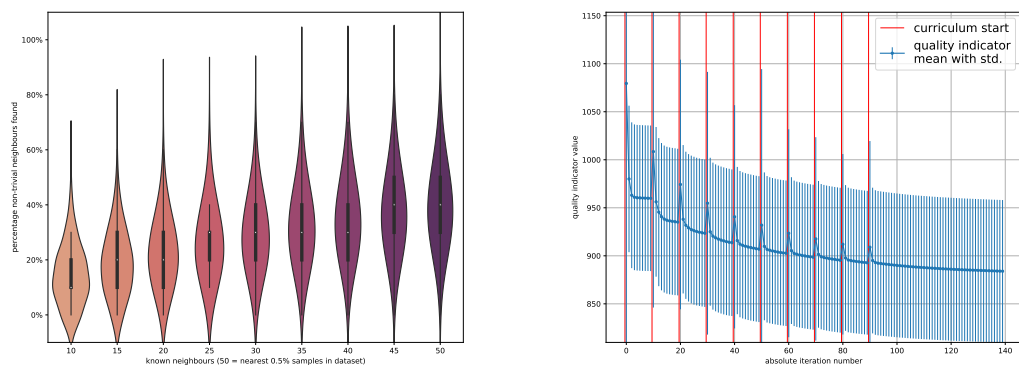 percentage non-trivial neighbours found
100%
80%
60%
40%
20%
0%
10 15 20 25 30 35 40 45 50
known neighbours (50 = nearest 0.5% samples in dataset)
quality indicator value
1150
1100
1050
1000
950
900
850
curriculum start
quality indicator
mean with std.
0 20 40 60 80 100 120 140
absolute iteration number